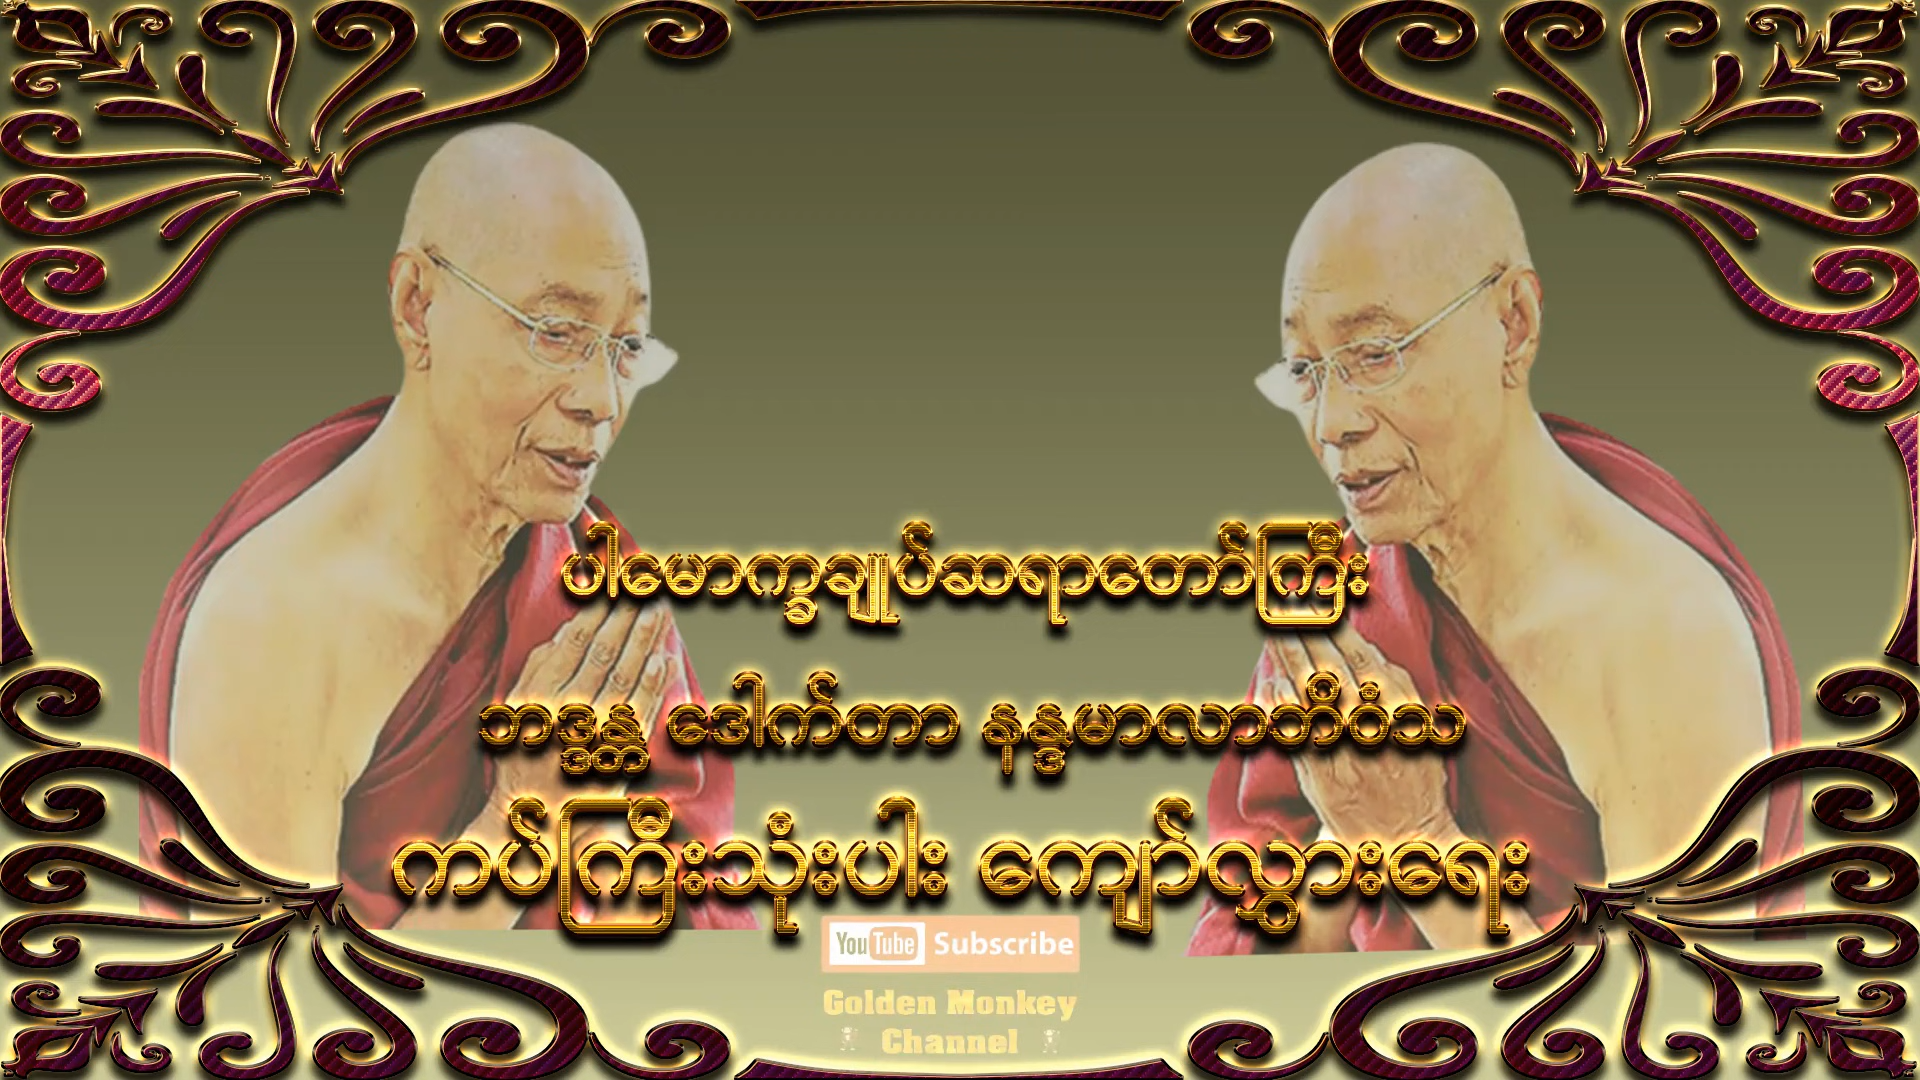 ပါမောက္ခချုပ်ဆရာတော်ကြီး
ဘဒ္ဒန္တ ဒေါက်တာ နန္ဒမာလာဘိဝံသ
ကပ်ကြီးသုံးပါး ကျော်လွှားရေး
YouTube Subscribe
Golden Monkey
Channel